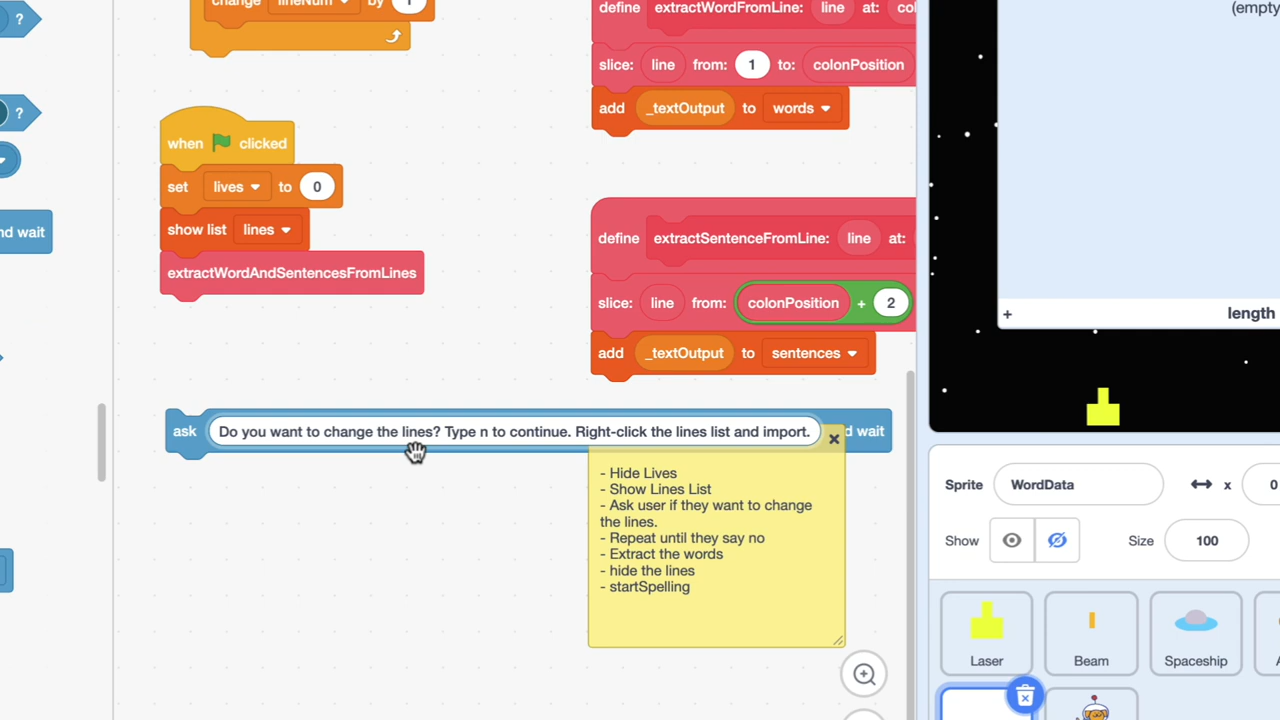 change lineNum by 1
?
?
nd wait
when clicked
set lives to 0
show list lines
extractWordAndSentencesFromLines
define extractWordFromLine: line at: col
slice: line from: 1 to: colonPosition
add _textOutput to words
define extractSentenceFromLine: line at:
slice: line from: colonPosition + 2
add _textOutput to sentences
ask Do you want to change the lines? Type n to continue. Right-click the lines list and import. d wait
- Hide Lives
- Show Lines List
- Ask user if they want to change
the lines.
- Repeat until they say no
- Extract the words
- hide the lines
- startSpelling
(empty
+ length
Sprite WordData x 0
Show Size 100
Laser Beam Spaceship A